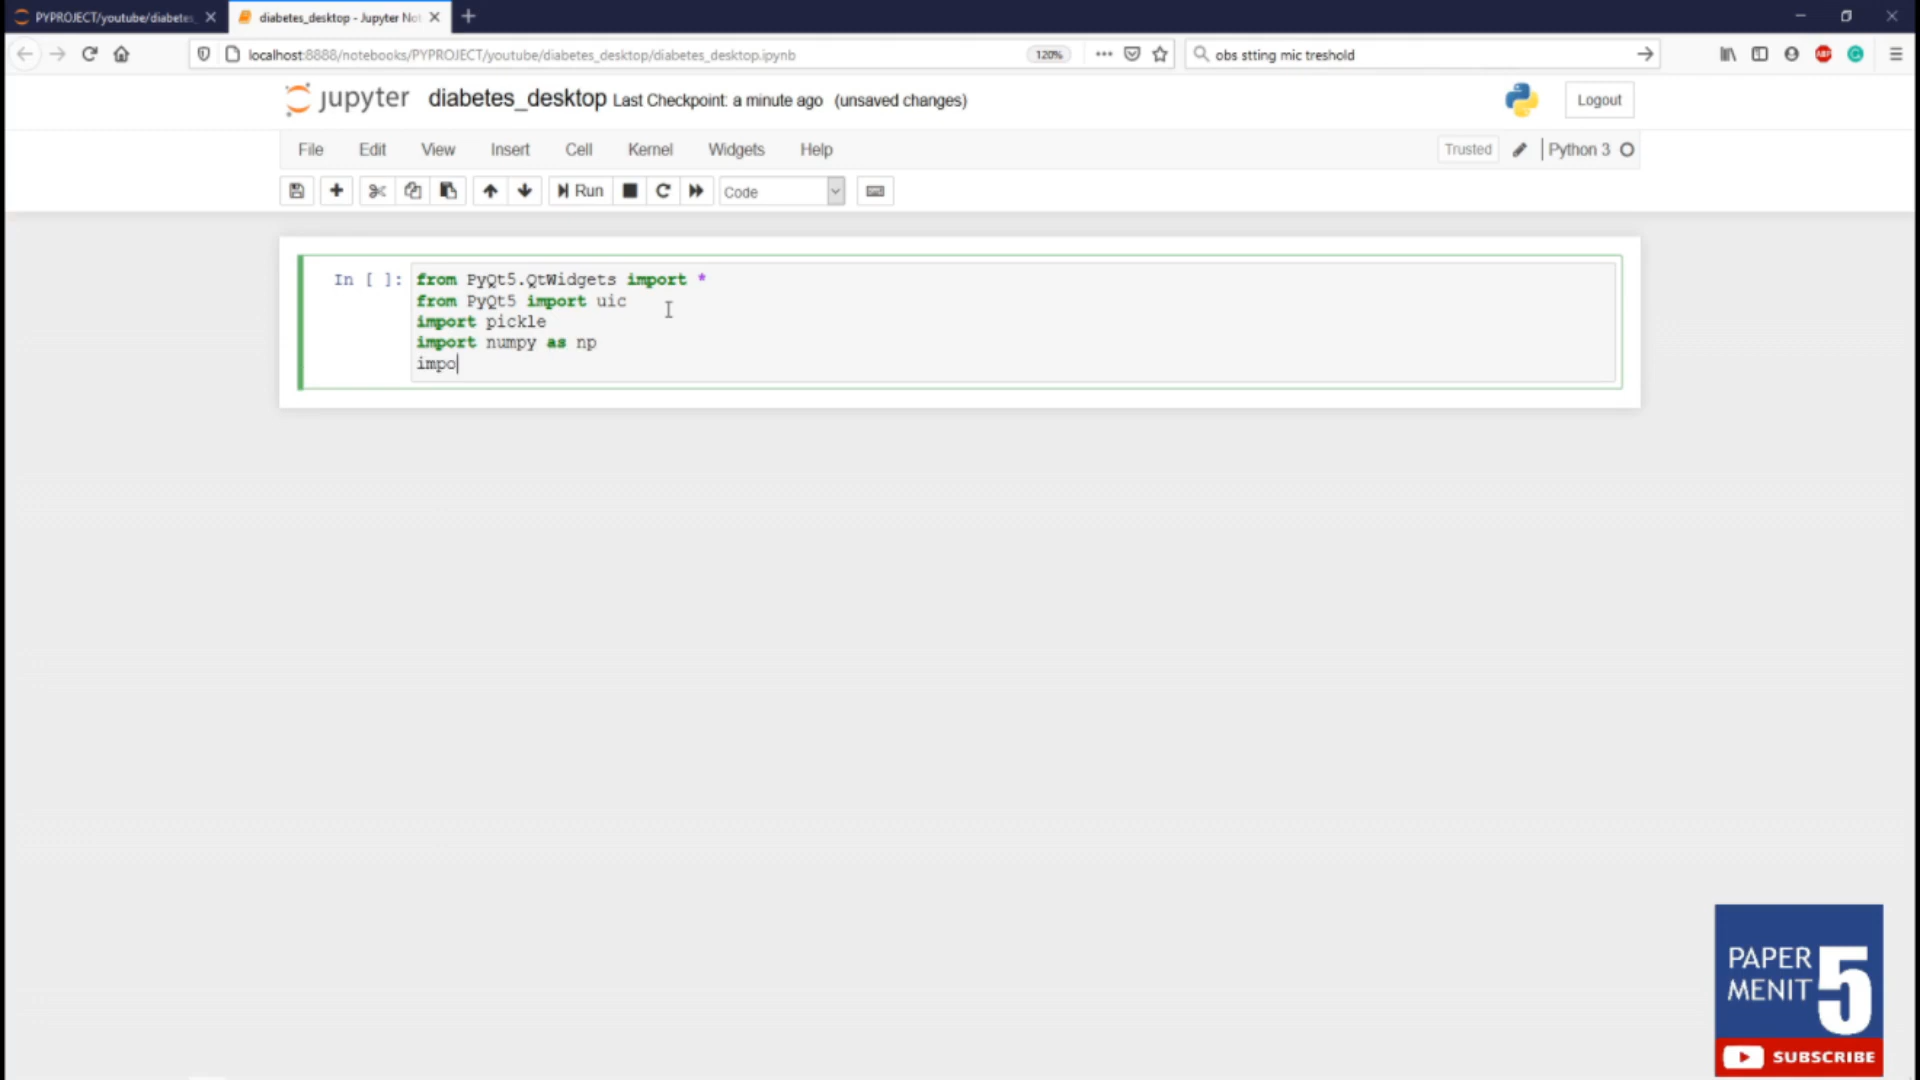 PYPROJECT/youtube/diabetes_
diabetes_desktop - Jupyter Not
localhost:8888/notebooks/PYPROJECT/youtube/diabetes_desktop/diabetes_desktop.ipynb
120%
obs stting mic treshold
ABP
jupyter diabetes_desktop Last Checkpoint: a minute ago (unsaved changes)
Logout
File Edit View Insert Cell Kernel Widgets Help
Trusted
Python 3
Run
Code
In [ ]:
from PyQt5.QtWidgets import *
from PyQt5 import uic
import pickle
import numpy as np
impo
PAPER
MENIT
5
SUBSCRIBE